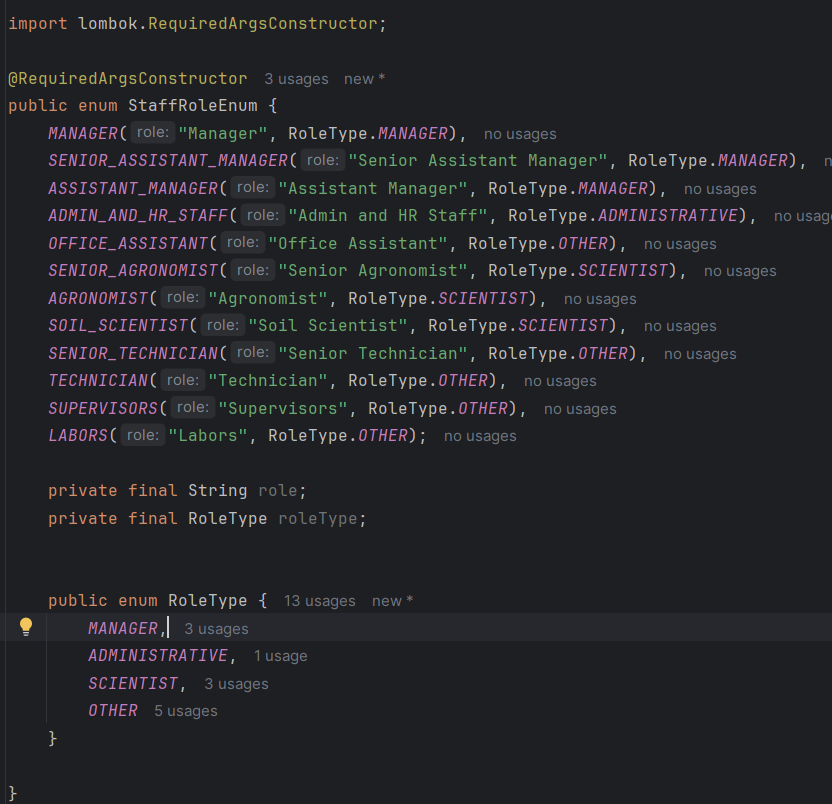 import lombok.RequiredArgsConstructor;
@RequiredArgsConstructor 3 usages new *
public enum StaffRoleEnum {
MANAGER( role: "Manager", RoleType.MANAGER), no usages
SENIOR_ASSISTANT_MANAGER( role: "Senior Assistant Manager", RoleType.MANAGER),
ASSISTANT_MANAGER( role: "Assistant Manager", RoleType.MANAGER), no usages
ADMIN_AND_HR_STAFF( role: "Admin and HR Staff", RoleType.ADMINISTRATIVE), no usag
OFFICE_ASSISTANT( role: "Office Assistant", RoleType.OTHER), no usages
SENIOR_AGRONOMIST( role: "Senior Agronomist", RoleType.SCIENTIST), no usages
AGRONOMIST( role: "Agronomist", RoleType.SCIENTIST), no usages
SOIL_SCIENTIST( role: "Soil Scientist", RoleType.SCIENTIST), no usages
SENIOR_TECHNICIAN( role: "Senior Technician", RoleType.OTHER), no usages
TECHNICIAN( role: "Technician", RoleType.OTHER), no usages
SUPERVISORS( role: "Supervisors", RoleType.OTHER), no usages
LABORS( role: "Labors", RoleType.OTHER); no usages
private final String role;
private final RoleType roleType;
public enum RoleType { 13 usages new *
MANAGER, 3 usages
ADMINISTRATIVE, 1 usage
SCIENTIST, 3 usages
OTHER 5 usages
}
}